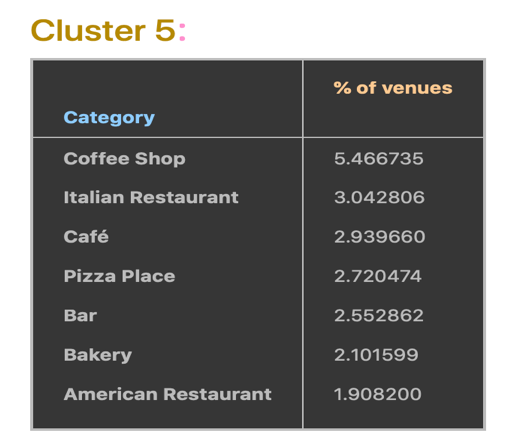 Cluster 5:
% of venues
Category
Coffee Shop 5.466735
Italian Restaurant 3.042806
Café 2.939660
Pizza Place 2.720474
Bar 2.552862
Bakery 2.101599
American Restaurant 1.908200